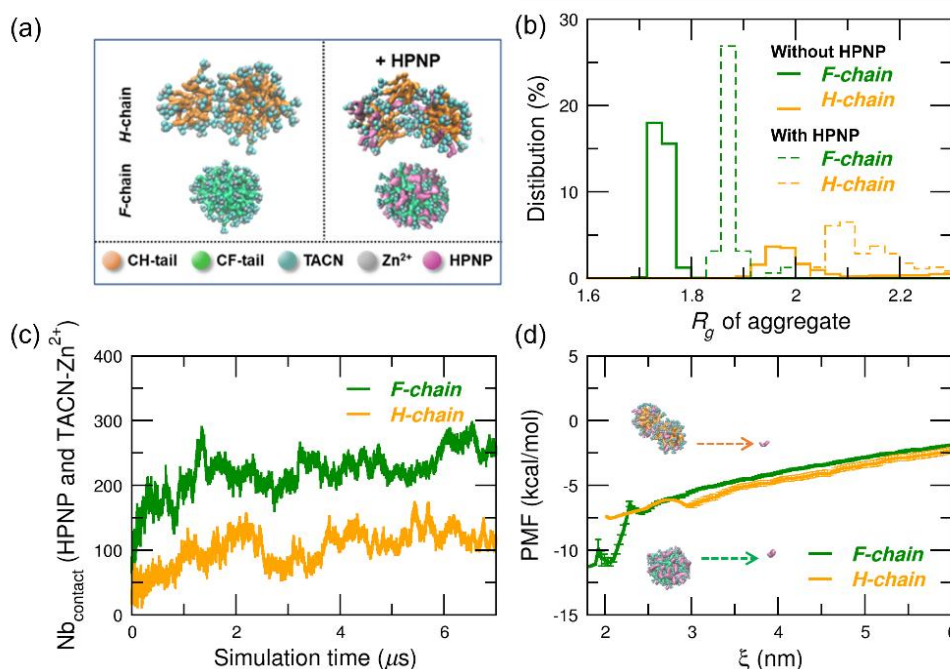 (a)
+ HPNP
H-chain
F-chain
CH-tail CF-tail TACN Zn²⁺ HPNP
(b)
Distibution (%)
30
20
10
0
Without HPNP
F-chain
H-chain
With HPNP
F-chain
H-chain
1.6 1.8 2 2.2
R_g of aggregate
(c)
Nb_contact (HPNP and TACN-Zn²⁺)
400
300
200
100
0
F-chain
H-chain
0 2 4 6
Simulation time (μs)
(d)
PMF (kcal/mol)
5
0
-5
-10
-15
F-chain
H-chain
2 3 4 5 6
ξ (nm)